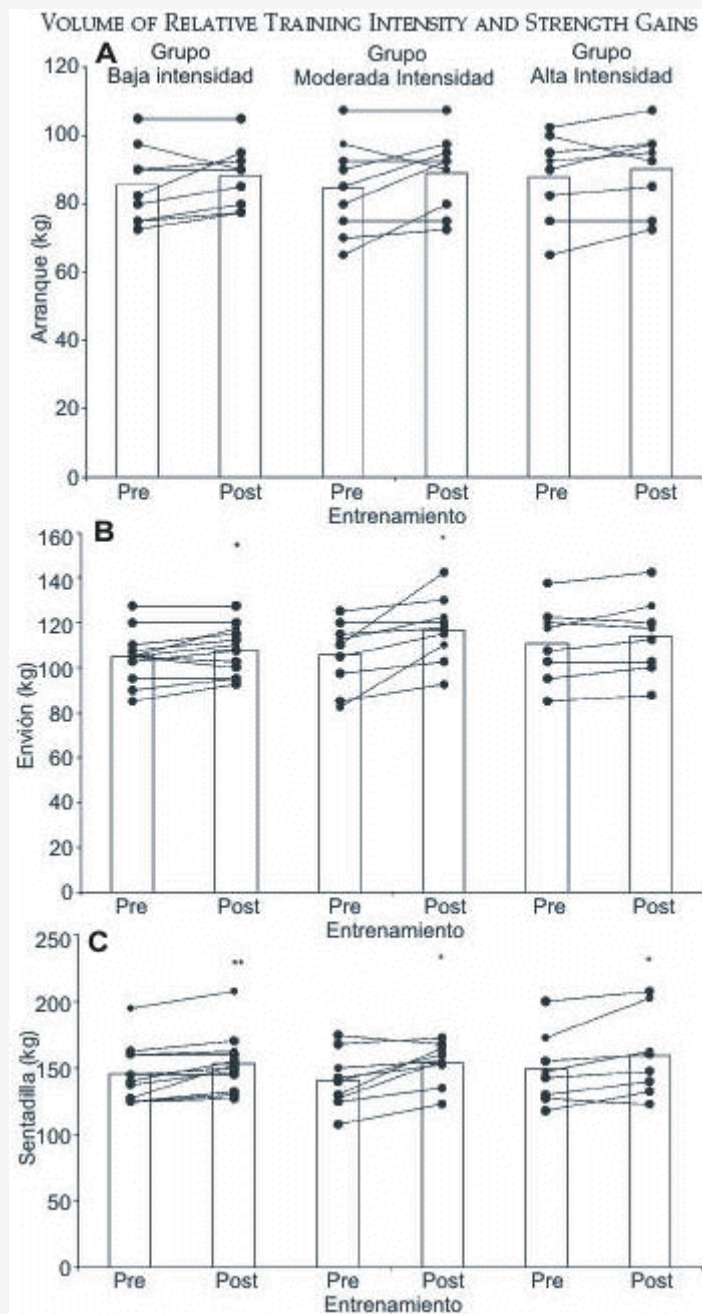 VOLUME OF RELATIVE TRAINING INTENSITY AND STRENGTH GAINS
A
Grupo
Baja intensidad
Grupo
Moderada Intensidad
Grupo
Alta Intensidad
Arranque (kg)
120
100
80
60
40
20
0
Pre Post Pre Post Pre Post
Entrenamiento
B
Envión (kg)
160
140
120
100
80
60
40
20
0
* * 
Pre Post Pre Post Pre Post
Entrenamiento
C
Sentadilla (kg)
250
200
150
100
50
0
** * *
Pre Post Pre Post Pre Post
Entrenamiento